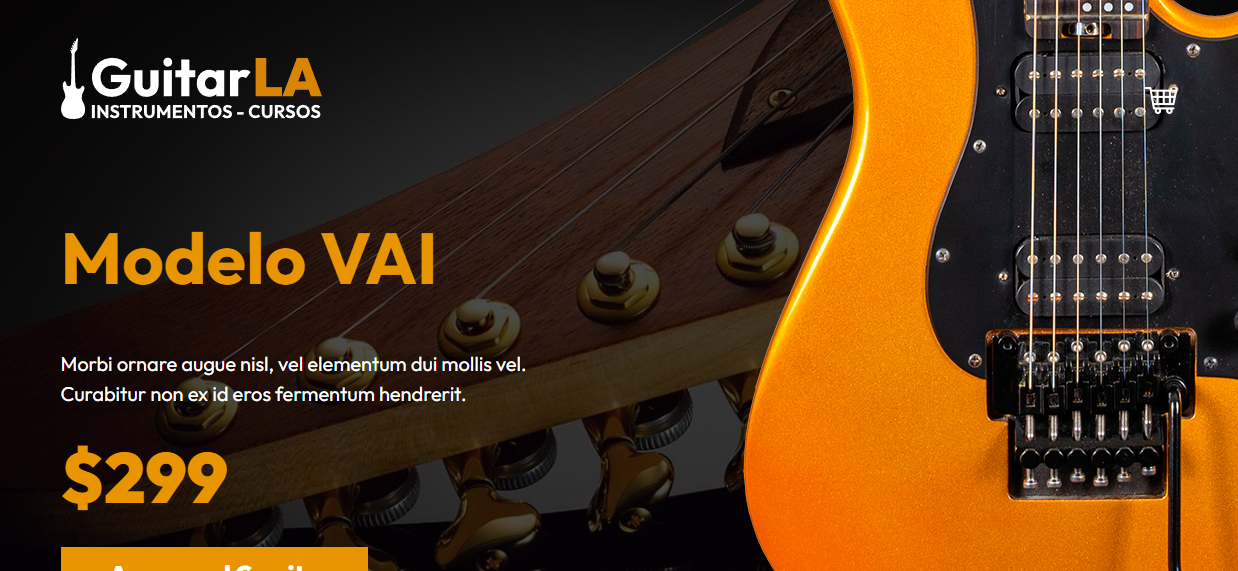 GuitarLA
INSTRUMENTOS - CURSOS
Modelo VAI
Morbi ornare augue nisl, vel elementum dui mollis vel.
Curabitur non ex id eros fermentum hendrerit.
$299